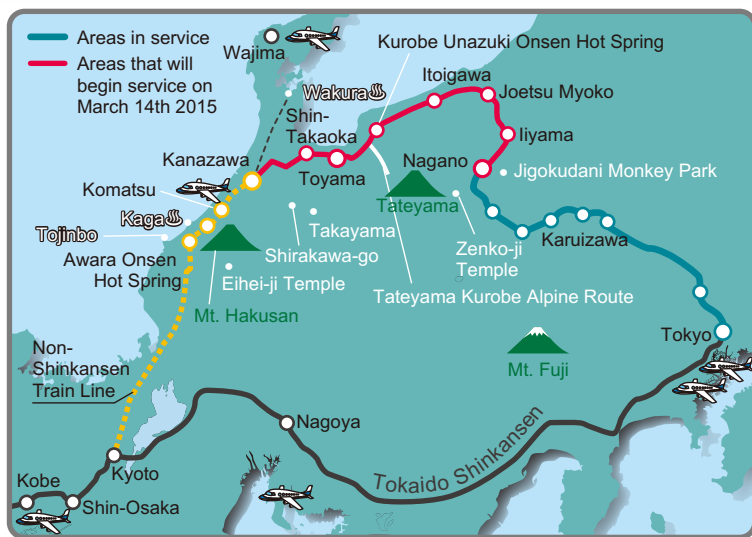 Areas in service
Areas that will
begin service on
March 14th 2015
Wajima
Kurobe Unazuki Onsen Hot Spring
Itoigawa
Joetsu Myoko
Wakura
Shin-
Takaoka
Iiyama
Kanazawa
Toyama
Nagano
Jigokudani Monkey Park
Komatsu
Tateyama
Kaga
Takayama
Karuizawa
Tojinbo
Shirakawa-go
Zenko-ji
Temple
Awara Onsen
Hot Spring
Eihei-ji Temple
Tateyama Kurobe Alpine Route
Mt. Hakusan
Tokyo
Non-
Shinkansen
Train Line
Mt. Fuji
Nagoya
Tokaido Shinkansen
Kyoto
Kobe
Shin-Osaka